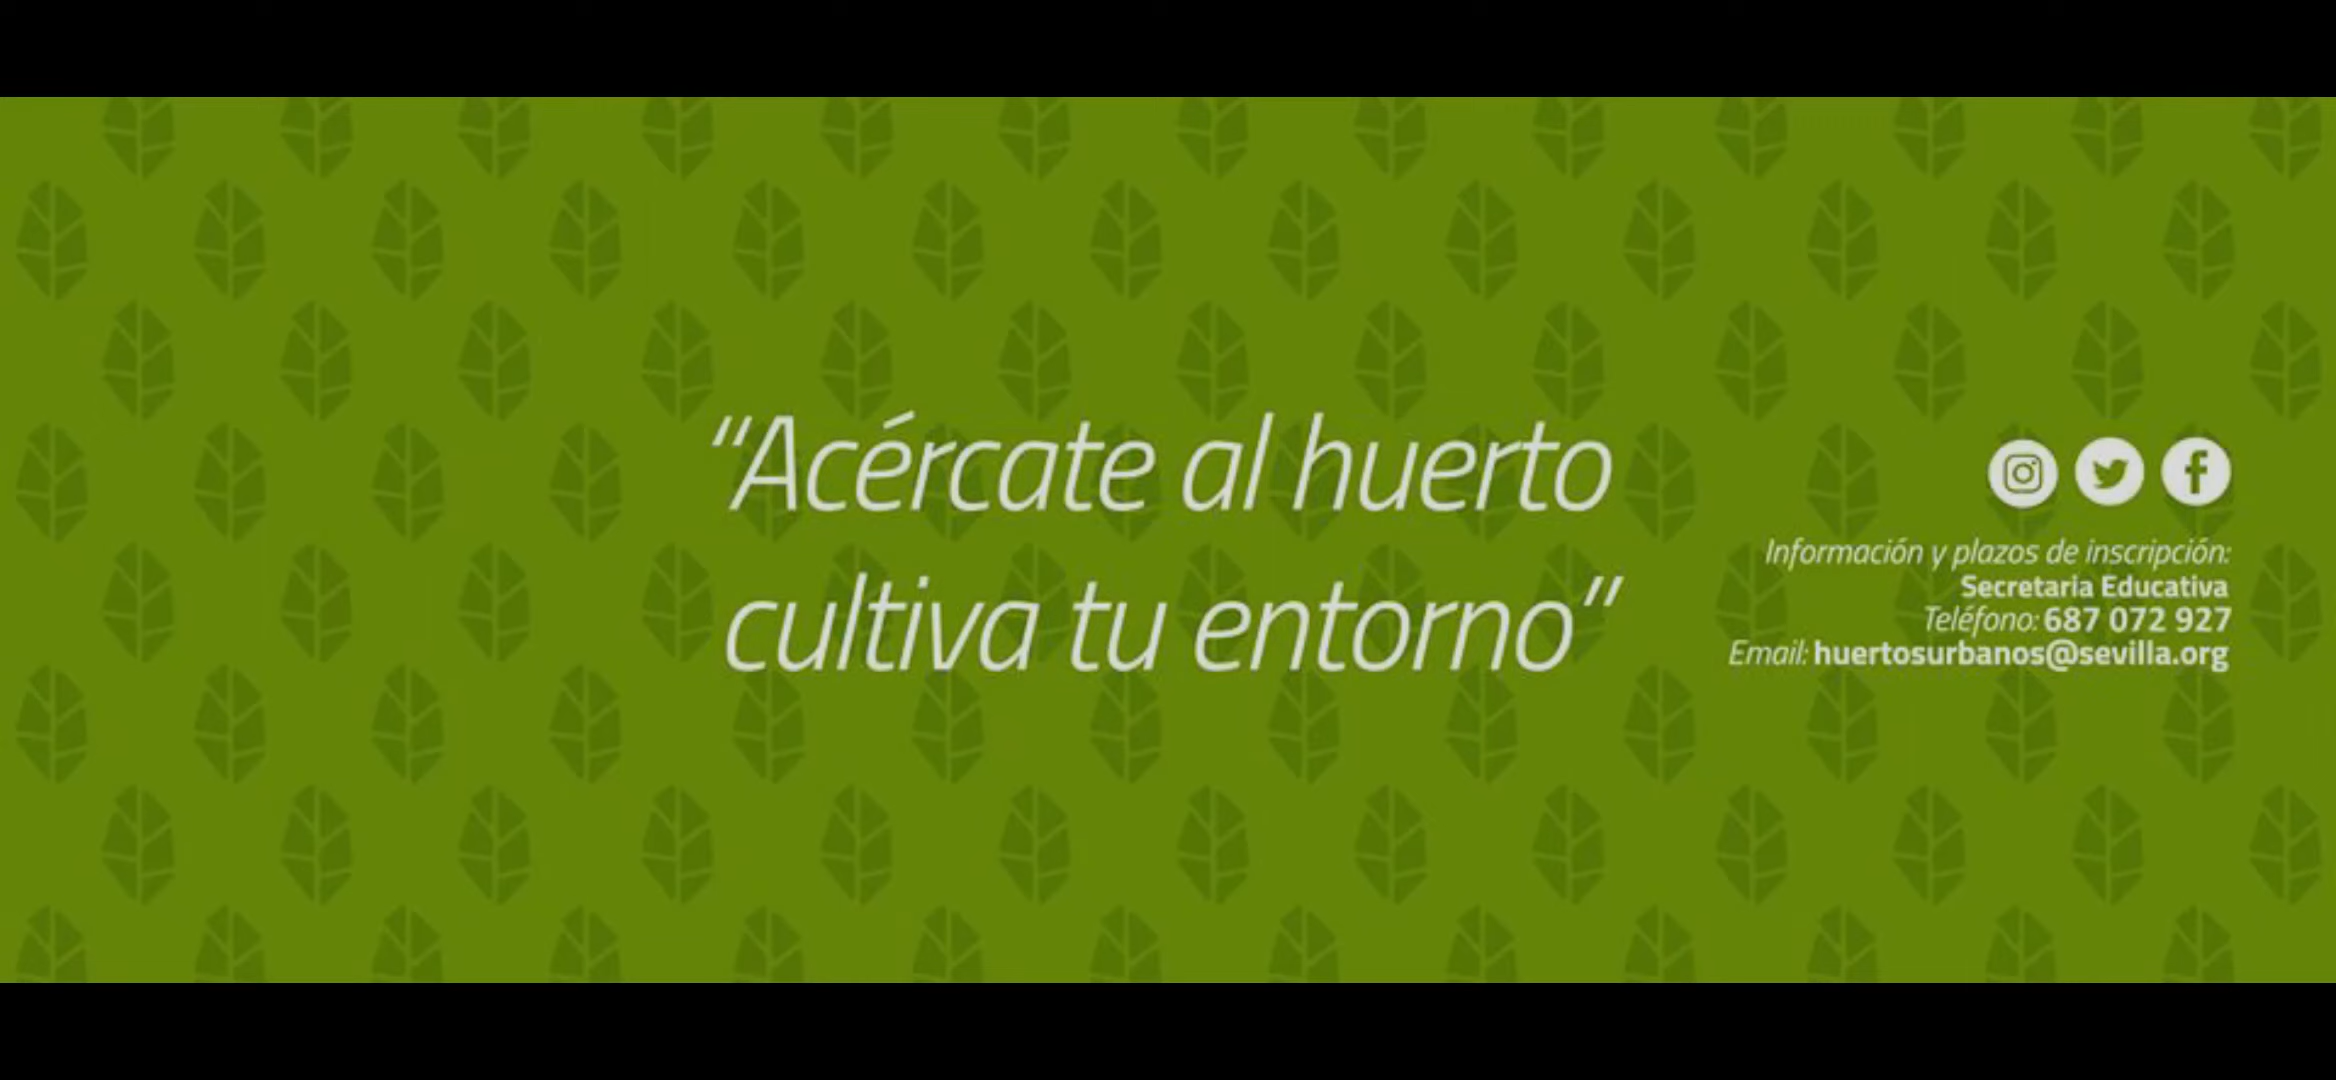 “Acércate al huerto
cultiva tu entorno”
Información y plazos de inscripción:
Secretaria Educativa
Teléfono: 687 072 927
Email: huertosurbanos@sevilla.org